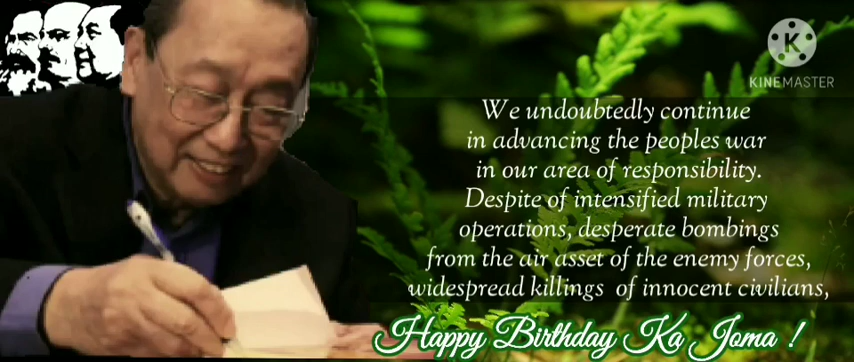 K
KINEMASTER
We undoubtedly continue
in advancing the peoples war
in our area of responsibility.
Despite of intensified military
operations, desperate bombings
from the air asset of the enemy forces,
widespread killings of innocent civilians,
Happy Birthday Ka Joma !